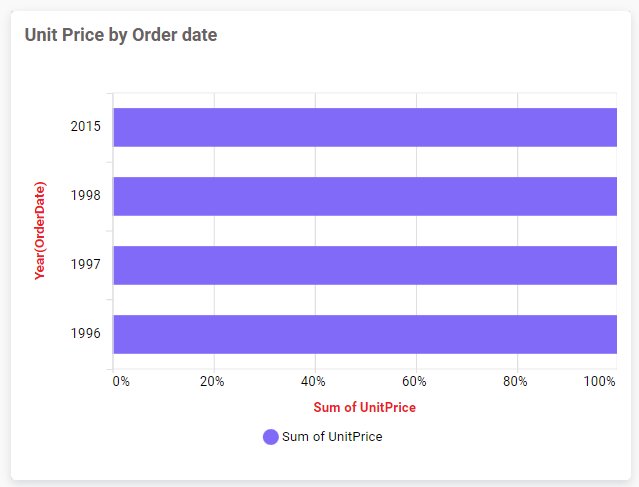 Unit Price by Order date
Year(OrderDate)
2015
1998
1997
1996
0% 20% 40% 60% 80% 100%
Sum of UnitPrice
Sum of UnitPrice